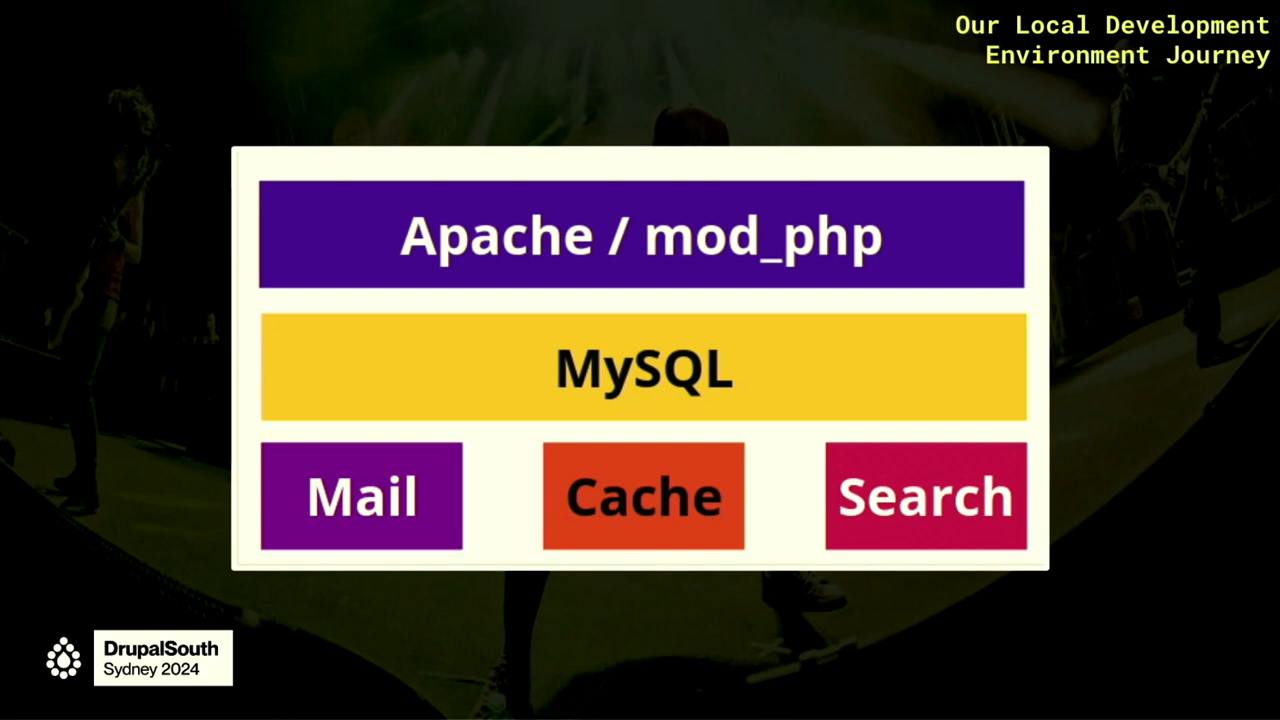 Our Local Development
Environment Journey
Apache / mod_php
MySQL
Mail
Cache
Search
DrupalSouth
Sydney 2024